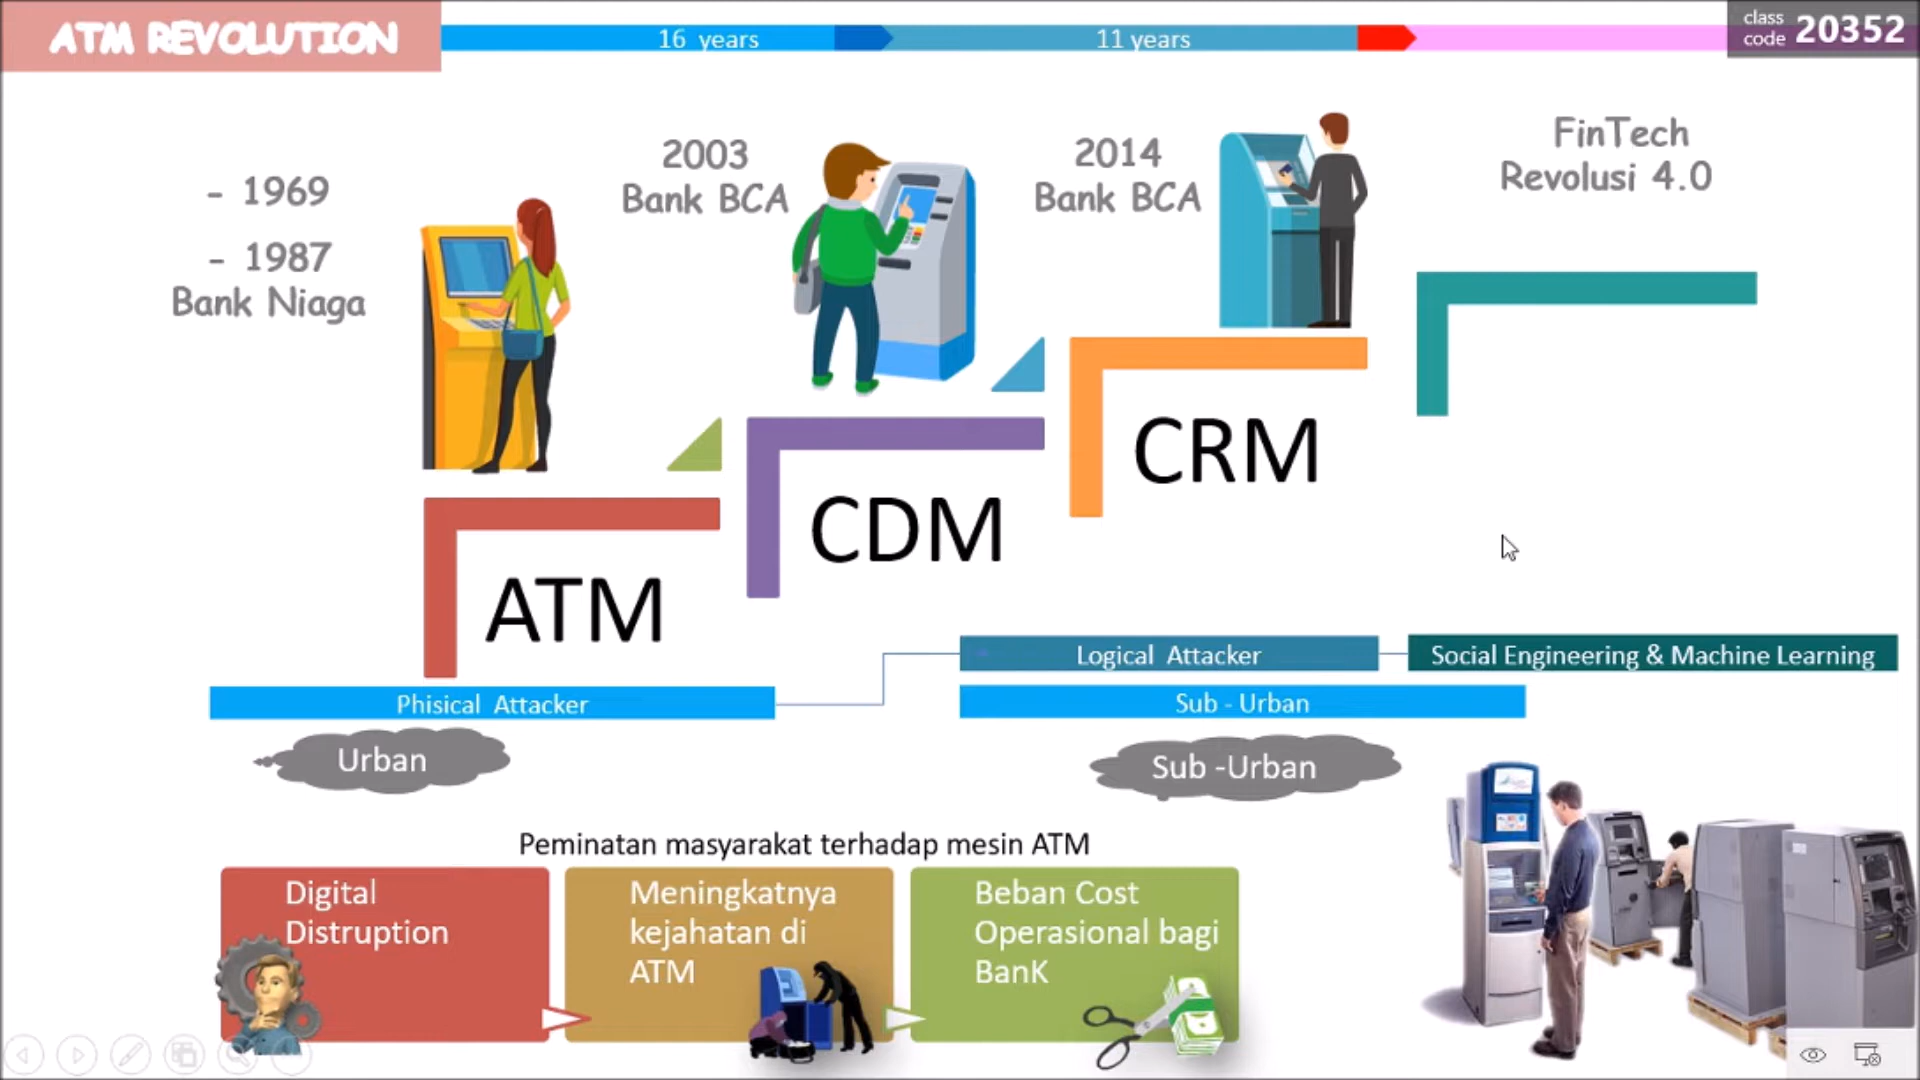 ATM REVOLUTION
16 years
11 years
class
code 20352
- 1969
- 1987
Bank Niaga
2003
Bank BCA
2014
Bank BCA
FinTech
Revolusi 4.0
CRM
CDM
ATM
Logical Attacker
Social Engineering & Machine Learning
Phisical Attacker
Sub - Urban
Urban
Sub -Urban
Peminatan masyarakat terhadap mesin ATM
Digital
Distruption
Meningkatnya
kejahatan di
ATM
Beban Cost
Operasional bagi
BanK